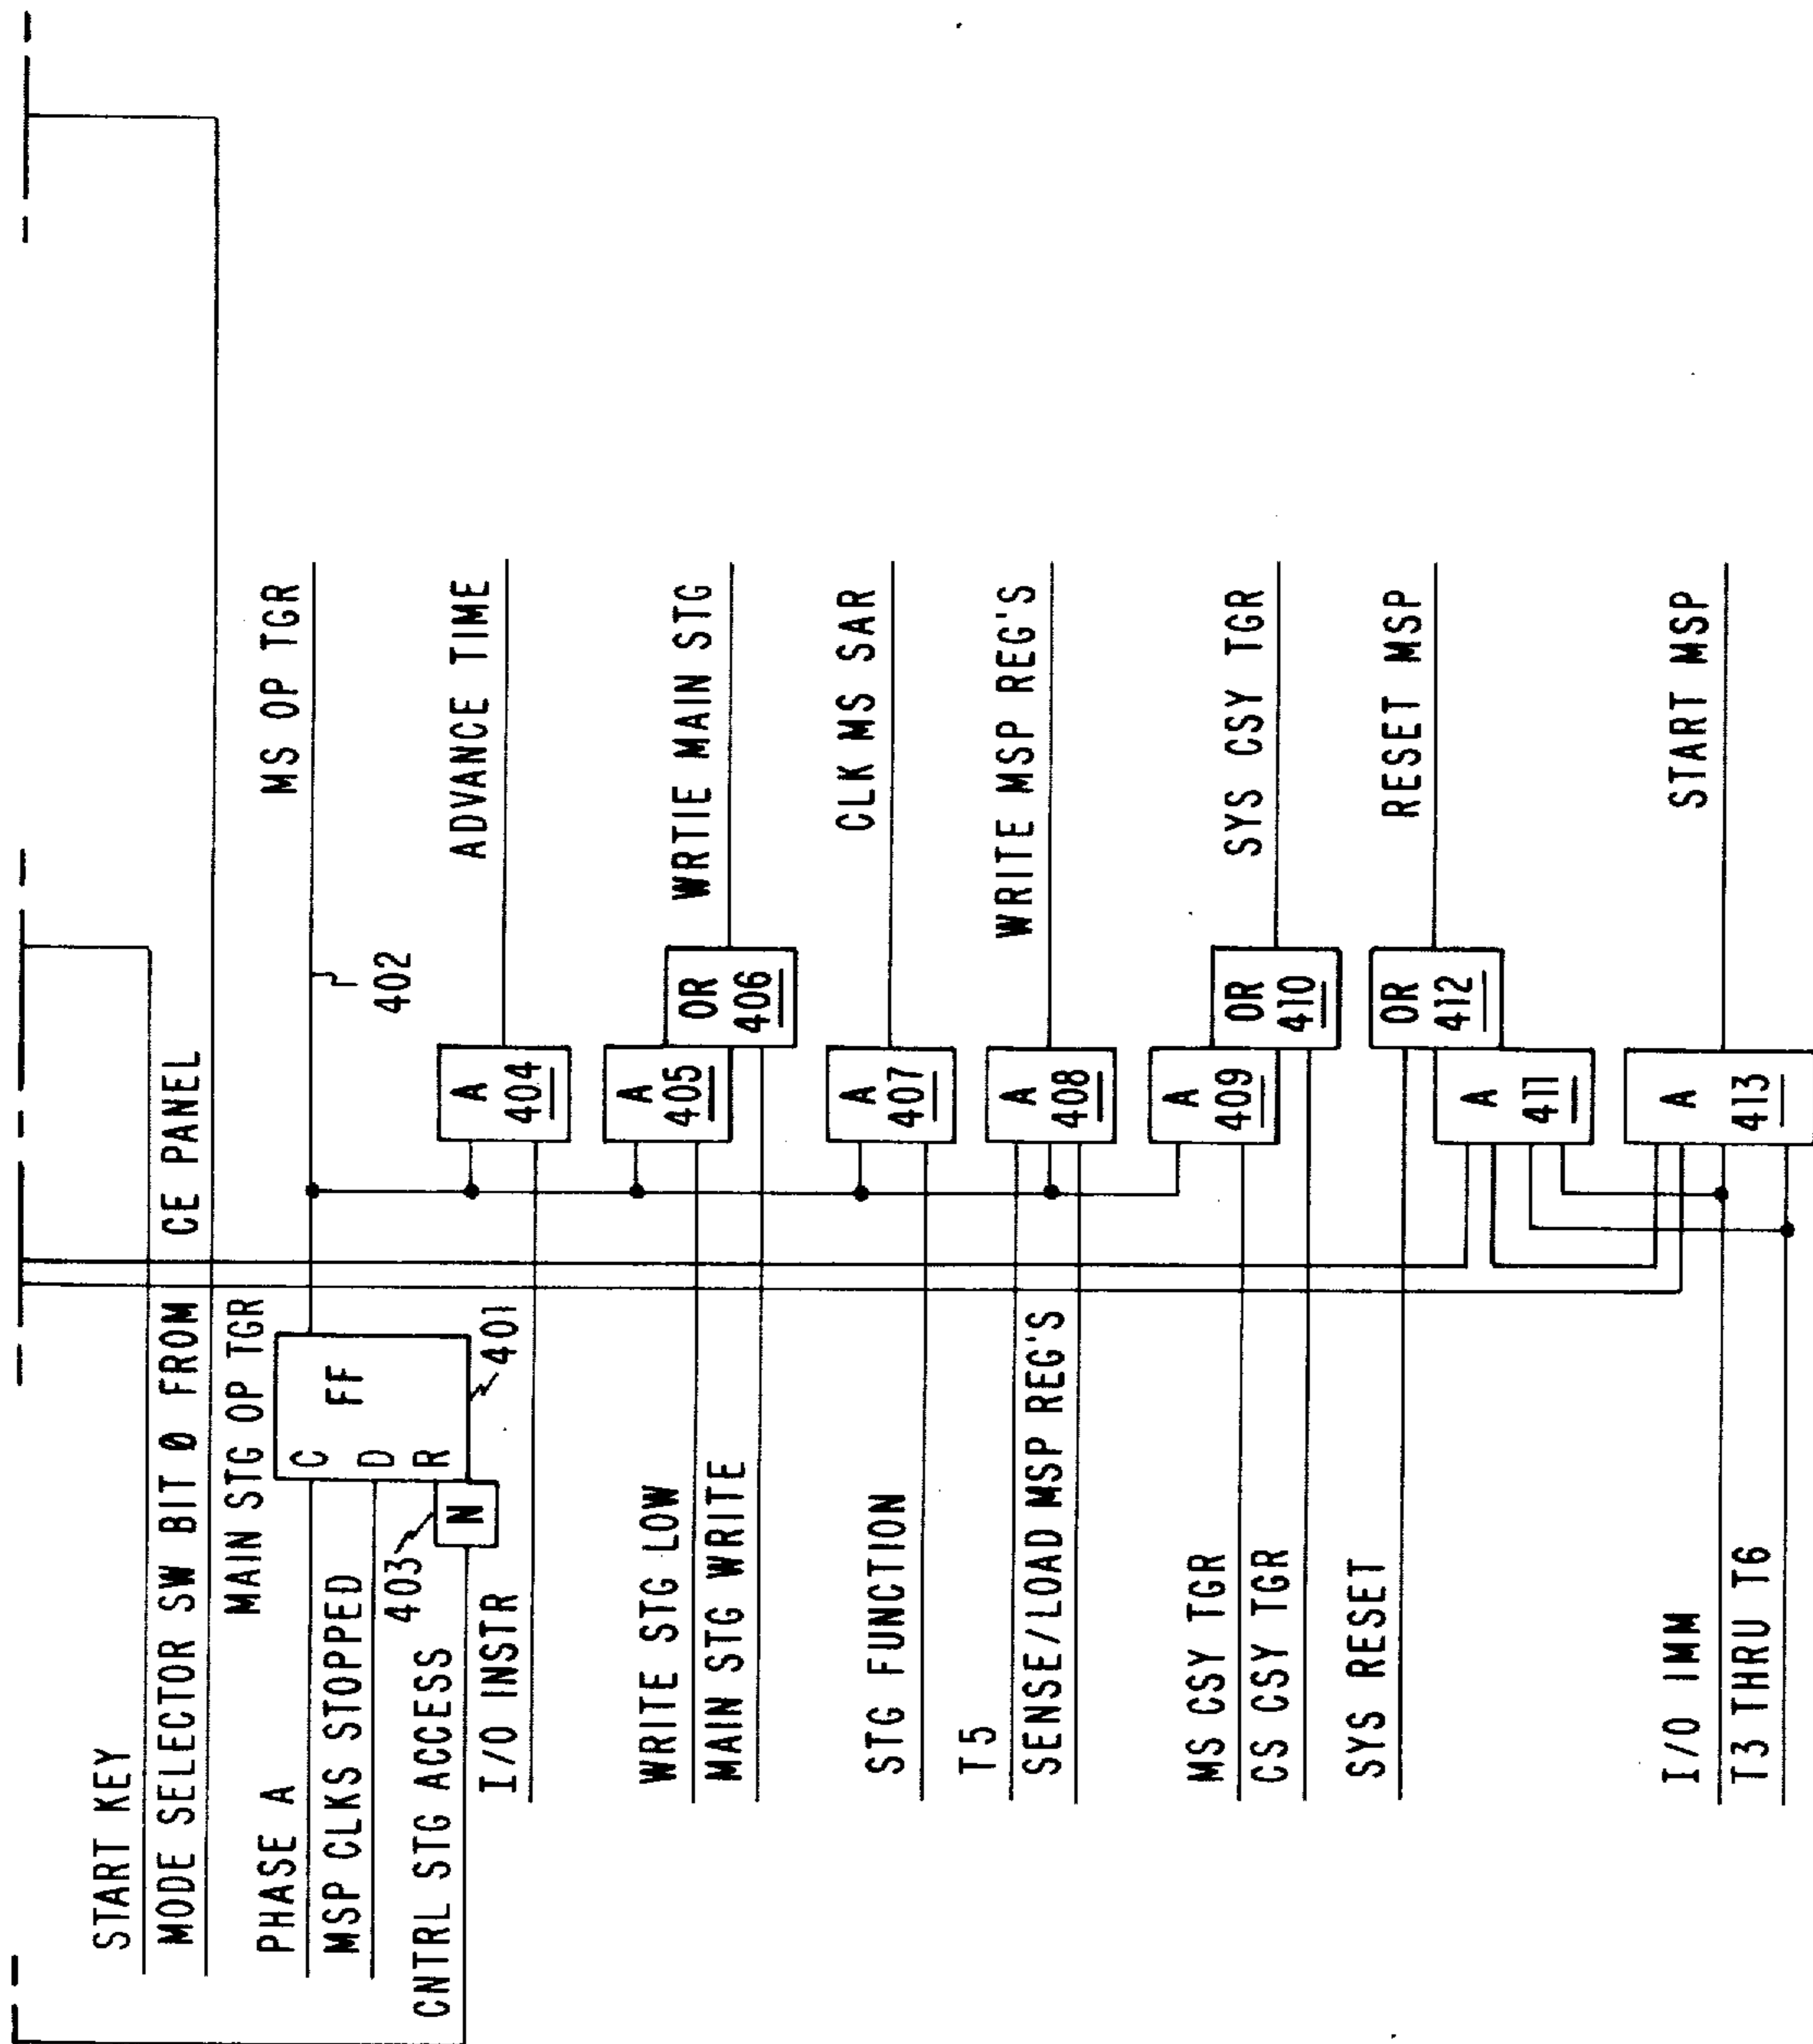 START KEY
MODE SELECTOR SW BIT 0 FROM CE PANEL
MAIN STG OP TGR
PHASE A
MSP CLKS STOPPED
CNTRL STG ACCESS
I/O INSTR
C
D
R
FF
N
401
403
402
MS OP TGR
A
404
ADVANCE TIME
WRITE STG LOW
MAIN STG WRITE
A
405
OR
406
WRTIE MAIN STG
STG FUNCTION
A
407
CLK MS SAR
T5
SENSE/LOAD MSP REG'S
A
408
WRITE MSP REG'S
MS CSY TGR
CS CSY TGR
A
409
OR
410
SYS CSY TGR
SYS RESET
OR
412
A
411
RESET MSP
I/O IMM
T3 THRU T6
A
413
START MSP